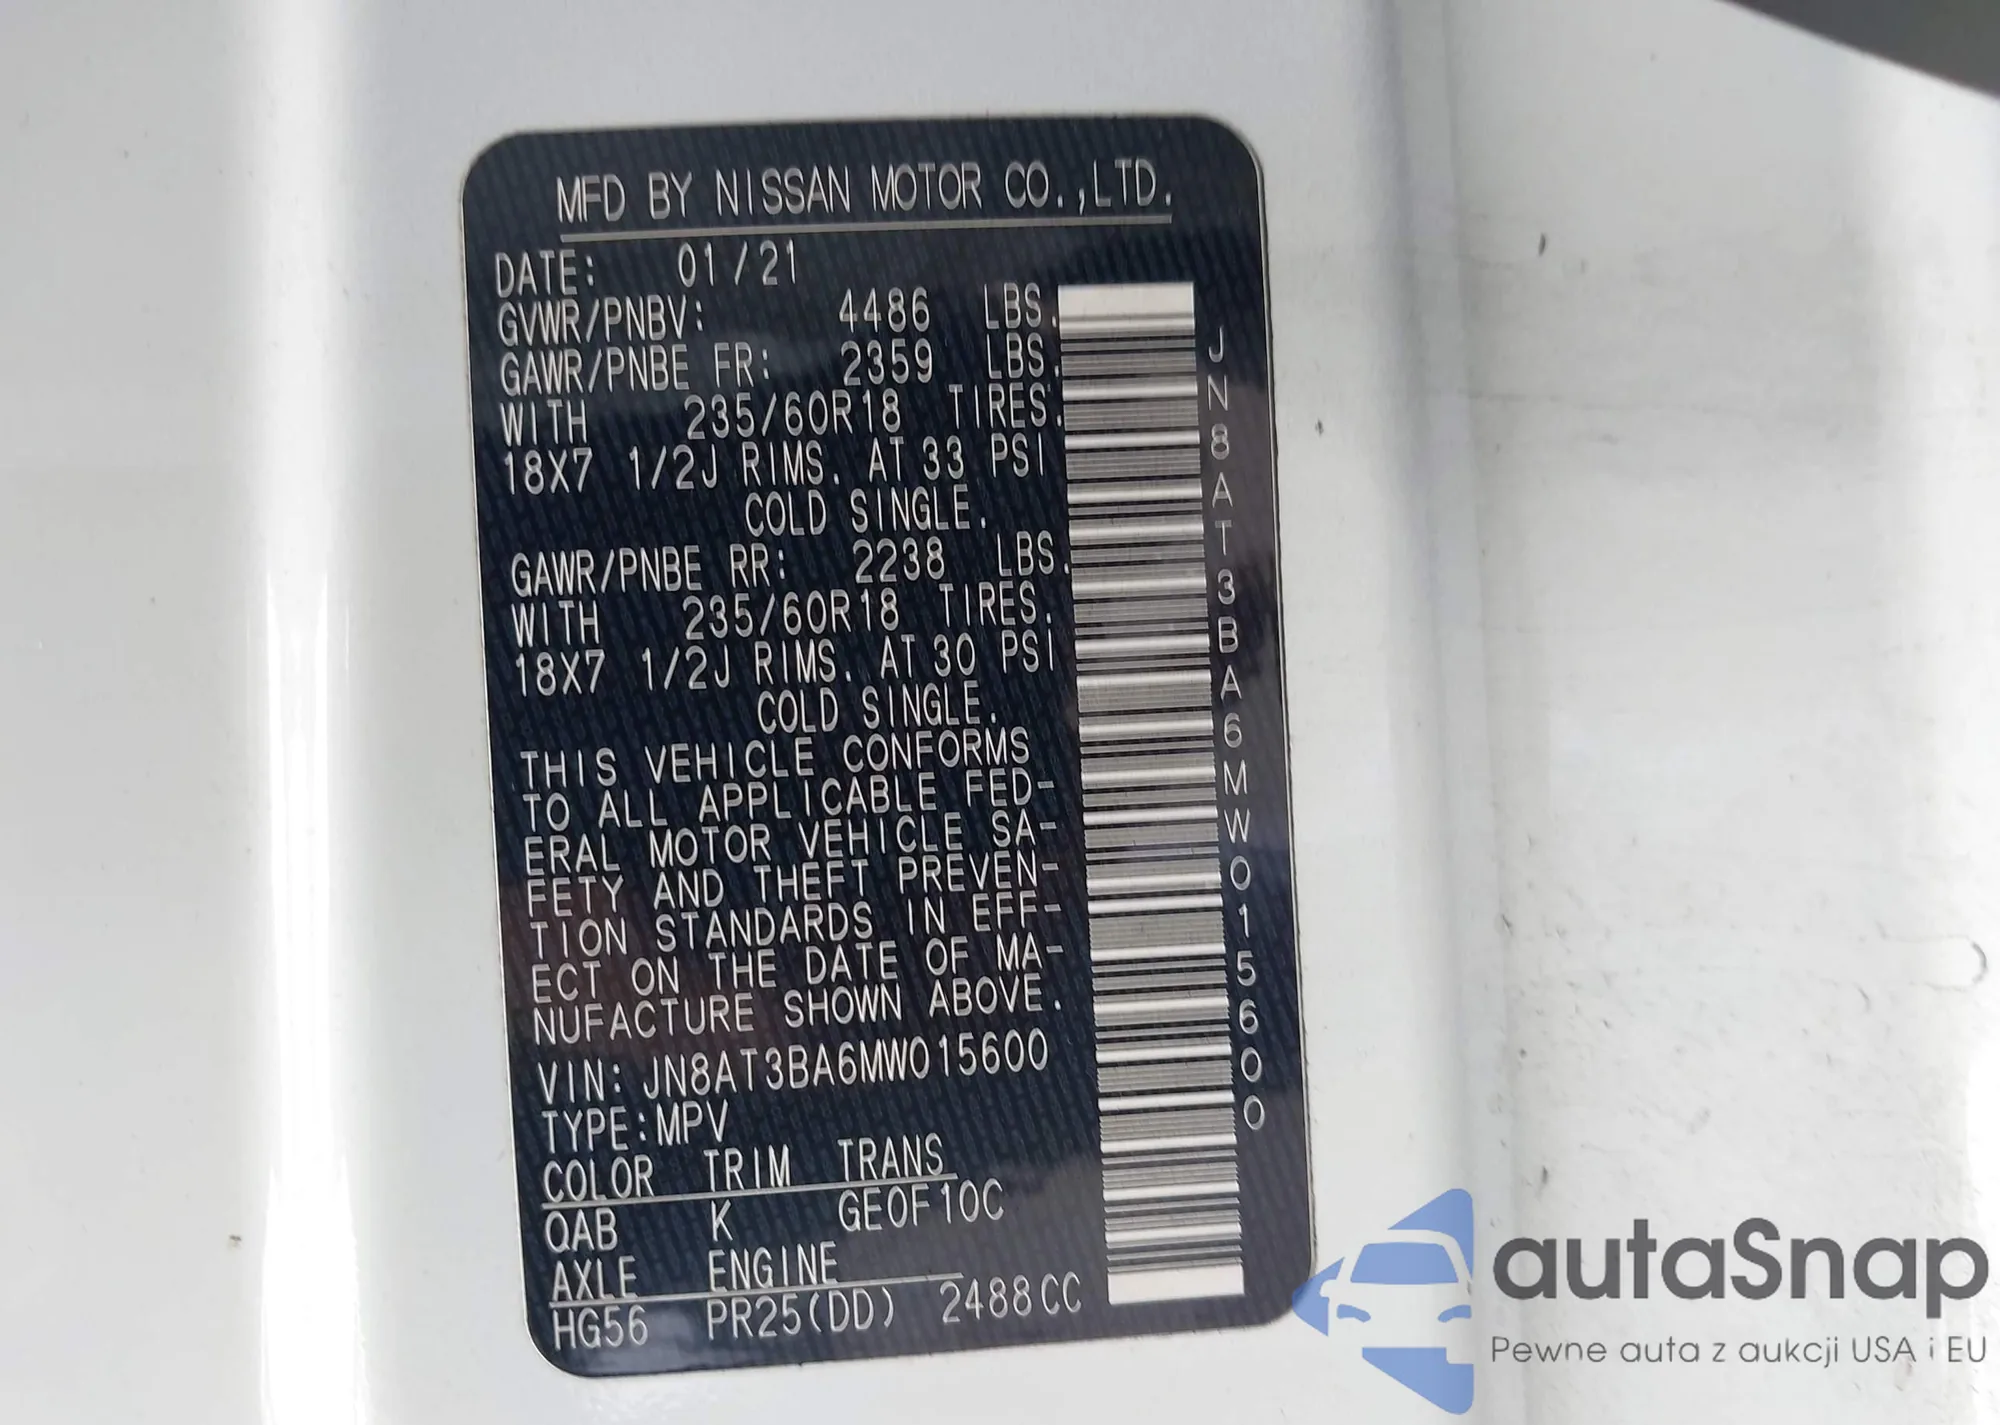 MFD BY NISSAN MOTOR CO.,LTD.
DATE: 01/21
GVWR/PNBV: 4486 LBS.
GAWR/PNBE FR: 2359 LBS.
WITH 235/60R18 TIRES.
18X7 1/2J RIMS. AT 33 PSI
COLD SINGLE.
GAWR/PNBE RR: 2238 LBS.
WITH 235/60R18 TIRES.
18X7 1/2J RIMS. AT 30 PSI
COLD SINGLE.
THIS VEHICLE CONFORMS
TO ALL APPLICABLE FED-
ERAL MOTOR VEHICLE SA-
FETY AND THEFT PREVEN-
TION STANDARDS IN EFF-
ECT ON THE DATE OF MA-
NUFACTURE SHOWN ABOVE.
VIN: JN8AT3BA6MW015600
TYPE:MPV
COLOR TRIM TRANS
QAB K GE0F10C
AXLE ENGINE
HG56 PR25(DD) 2488CC
JN8AT3BA6MW015600
autaSnap
Pewne auta z aukcji USA i EU